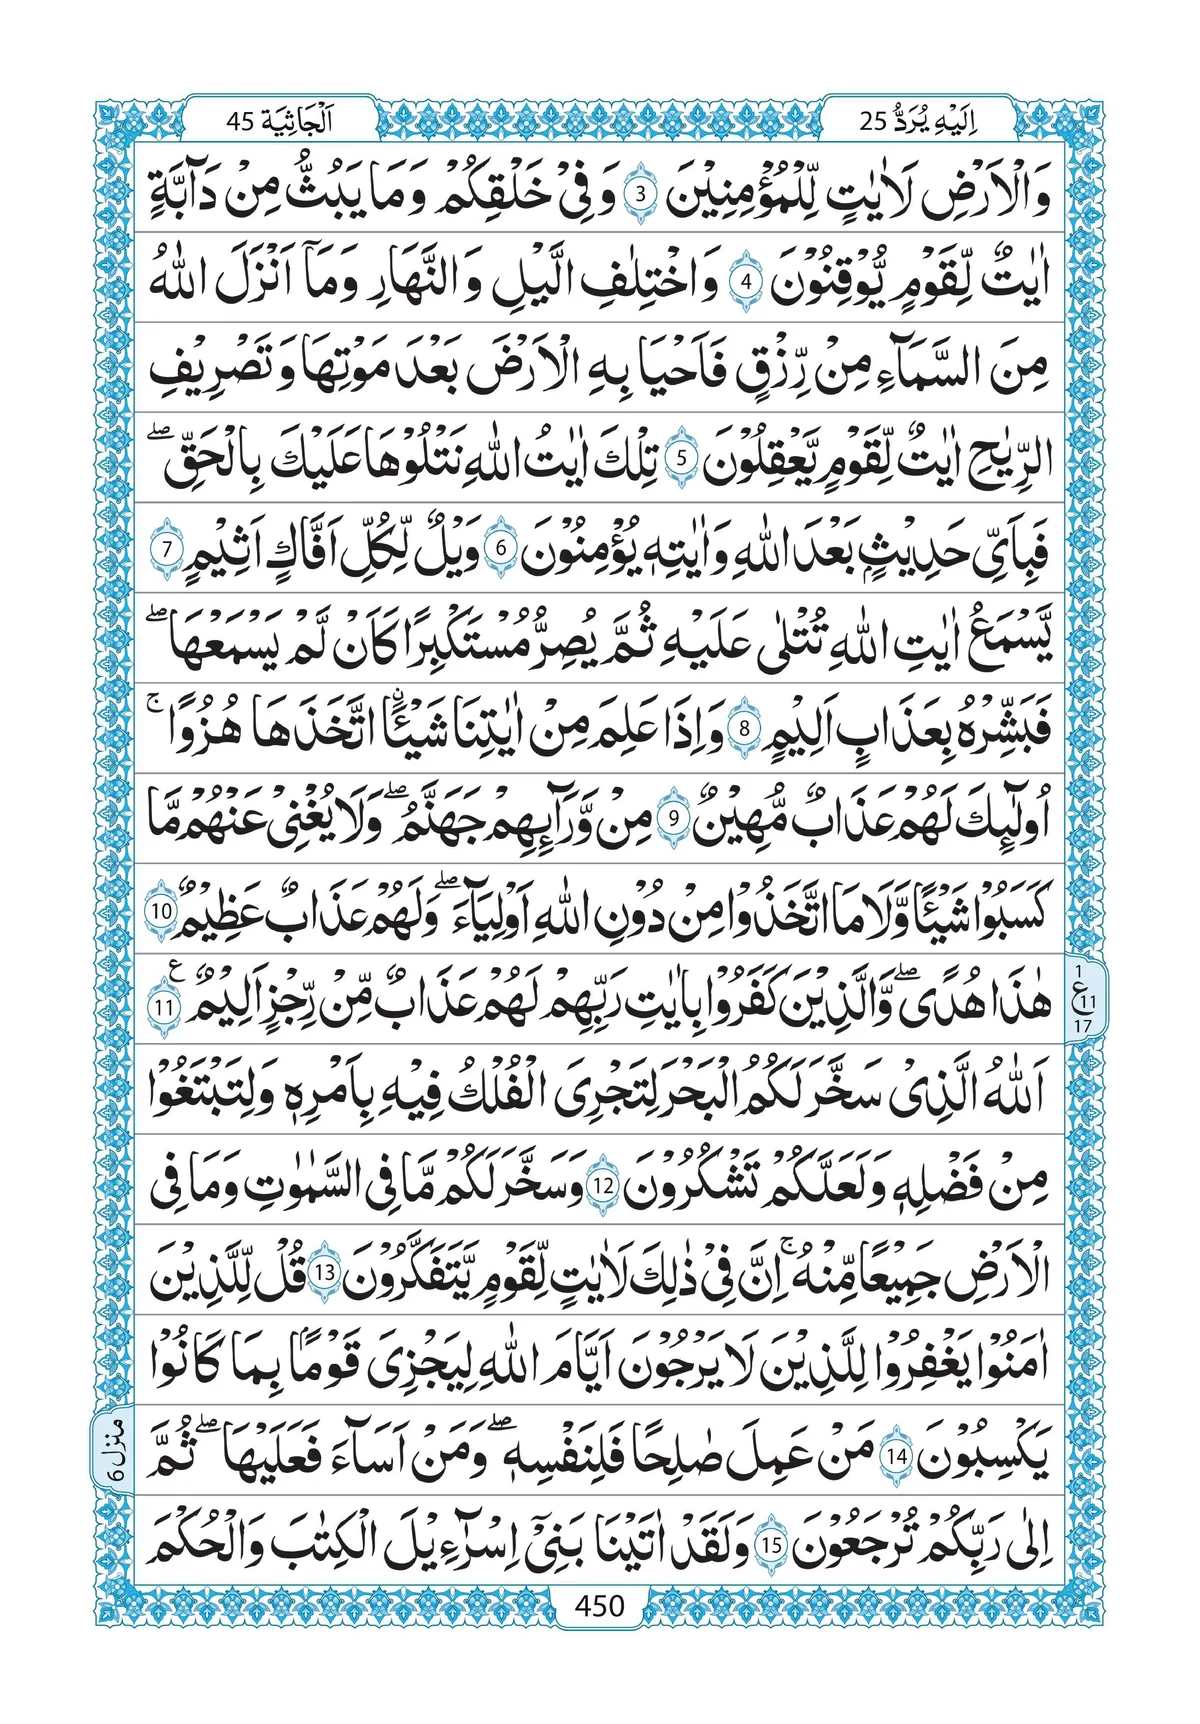 اِلَيْهِ يُرَدُّ 25
اَلْجَاثِيَة 45
وَالْاَرْضِ لَاٰيٰتٍ لِّلْمُؤْمِنِيْنَ 3 وَفِيْ خَلْقِكُمْ وَمَا يَبُثُّ مِنْ دَآبَّةٍ
اٰيٰتٌ لِّقَوْمٍ يُّوْقِنُوْنَ 4 وَاخْتِلٰفِ الَّيْلِ وَالنَّهَارِ وَمَآ اَنْزَلَ اللّٰهُ
مِنَ السَّمَآءِ مِنْ رِّزْقٍ فَاَحْيَا بِهِ الْاَرْضَ بَعْدَ مَوْتِهَا وَتَصْرِيْفِ
الرِّيٰحِ اٰيٰتٌ لِّقَوْمٍ يَّعْقِلُوْنَ 5 تِلْكَ اٰيٰتُ اللّٰهِ نَتْلُوْهَا عَلَيْكَ بِالْحَقِّ ۖ
فَبِاَيِّ حَدِيْثٍۭ بَعْدَ اللّٰهِ وَاٰيٰتِهٖ يُؤْمِنُوْنَ 6 وَيْلٌ لِّكُلِّ اَفَّاكٍ اَثِيْمٍ 7
يَّسْمَعُ اٰيٰتِ اللّٰهِ تُتْلٰى عَلَيْهِ ثُمَّ يُصِرُّ مُسْتَكْبِرًا كَاَنْ لَّمْ يَسْمَعْهَا ۖ
فَبَشِّرْهُ بِعَذَابٍ اَلِيْمٍ 8 وَاِذَا عَلِمَ مِنْ اٰيٰتِنَا شَيْـًٔا ۨاتَّخَذَهَا هُزُوًا ۚ
اُولٰٓئِكَ لَهُمْ عَذَابٌ مُّهِيْنٌ 9 مِنْ وَّرَآئِهِمْ جَهَنَّمُ ۖ وَلَا يُغْنِيْ عَنْهُمْ مَّا
كَسَبُوْا شَيْـًٔا وَّلَا مَا اتَّخَذُوْا مِنْ دُوْنِ اللّٰهِ اَوْلِيَآءَ ۖ وَلَهُمْ عَذَابٌ عَظِيْمٌ 10
هٰذَا هُدًى ۖ وَالَّذِيْنَ كَفَرُوْا بِاٰيٰتِ رَبِّهِمْ لَهُمْ عَذَابٌ مِّنْ رِّجْزٍ اَلِيْمٌ 11 ع
1
ع 11
17
اَللّٰهُ الَّذِيْ سَخَّرَ لَكُمُ الْبَحْرَ لِتَجْرِيَ الْفُلْكُ فِيْهِ بِاَمْرِهٖ وَلِتَبْتَغُوْا
مِنْ فَضْلِهٖ وَلَعَلَّكُمْ تَشْكُرُوْنَ 12 وَسَخَّرَ لَكُمْ مَّا فِي السَّمٰوٰتِ وَمَا فِي
الْاَرْضِ جَمِيْعًا مِّنْهُ ۚ اِنَّ فِيْ ذٰلِكَ لَاٰيٰتٍ لِّقَوْمٍ يَّتَفَكَّرُوْنَ 13 قُلْ لِّلَّذِيْنَ
اٰمَنُوْا يَغْفِرُوْا لِلَّذِيْنَ لَا يَرْجُوْنَ اَيَّامَ اللّٰهِ لِيَجْزِيَ قَوْمًۢا بِمَا كَانُوْا
يَكْسِبُوْنَ 14 مَنْ عَمِلَ صٰلِحًا فَلِنَفْسِهٖ ۖ وَمَنْ اَسَآءَ فَعَلَيْهَا ۖ ثُمَّ
منزل 6
اِلٰى رَبِّكُمْ تُرْجَعُوْنَ 15 وَلَقَدْ اٰتَيْنَا بَنِيْٓ اِسْرَآءِيْلَ الْكِتٰبَ وَالْحُكْمَ
450